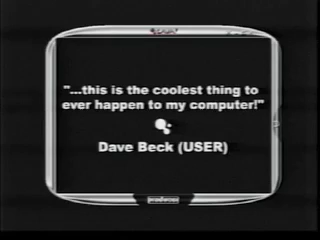 "...this is the coolest thing to
ever happen to my computer!"
Dave Beck (USER)